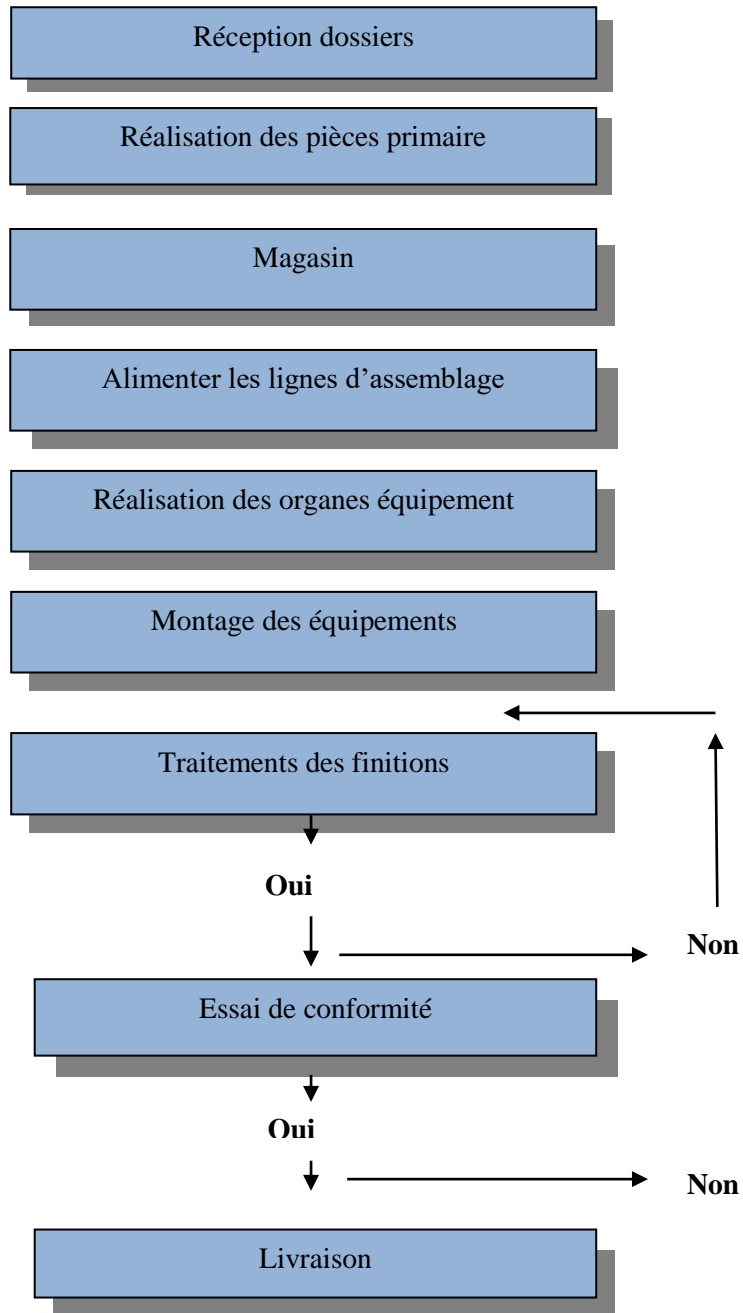 Réception dossiers
Réalisation des pièces primaire
Magasin
Alimenter les lignes d’assemblage
Réalisation des organes équipement
Montage des équipements
Traitements des finitions
Oui
Non
Essai de conformité
Oui
Non
Livraison